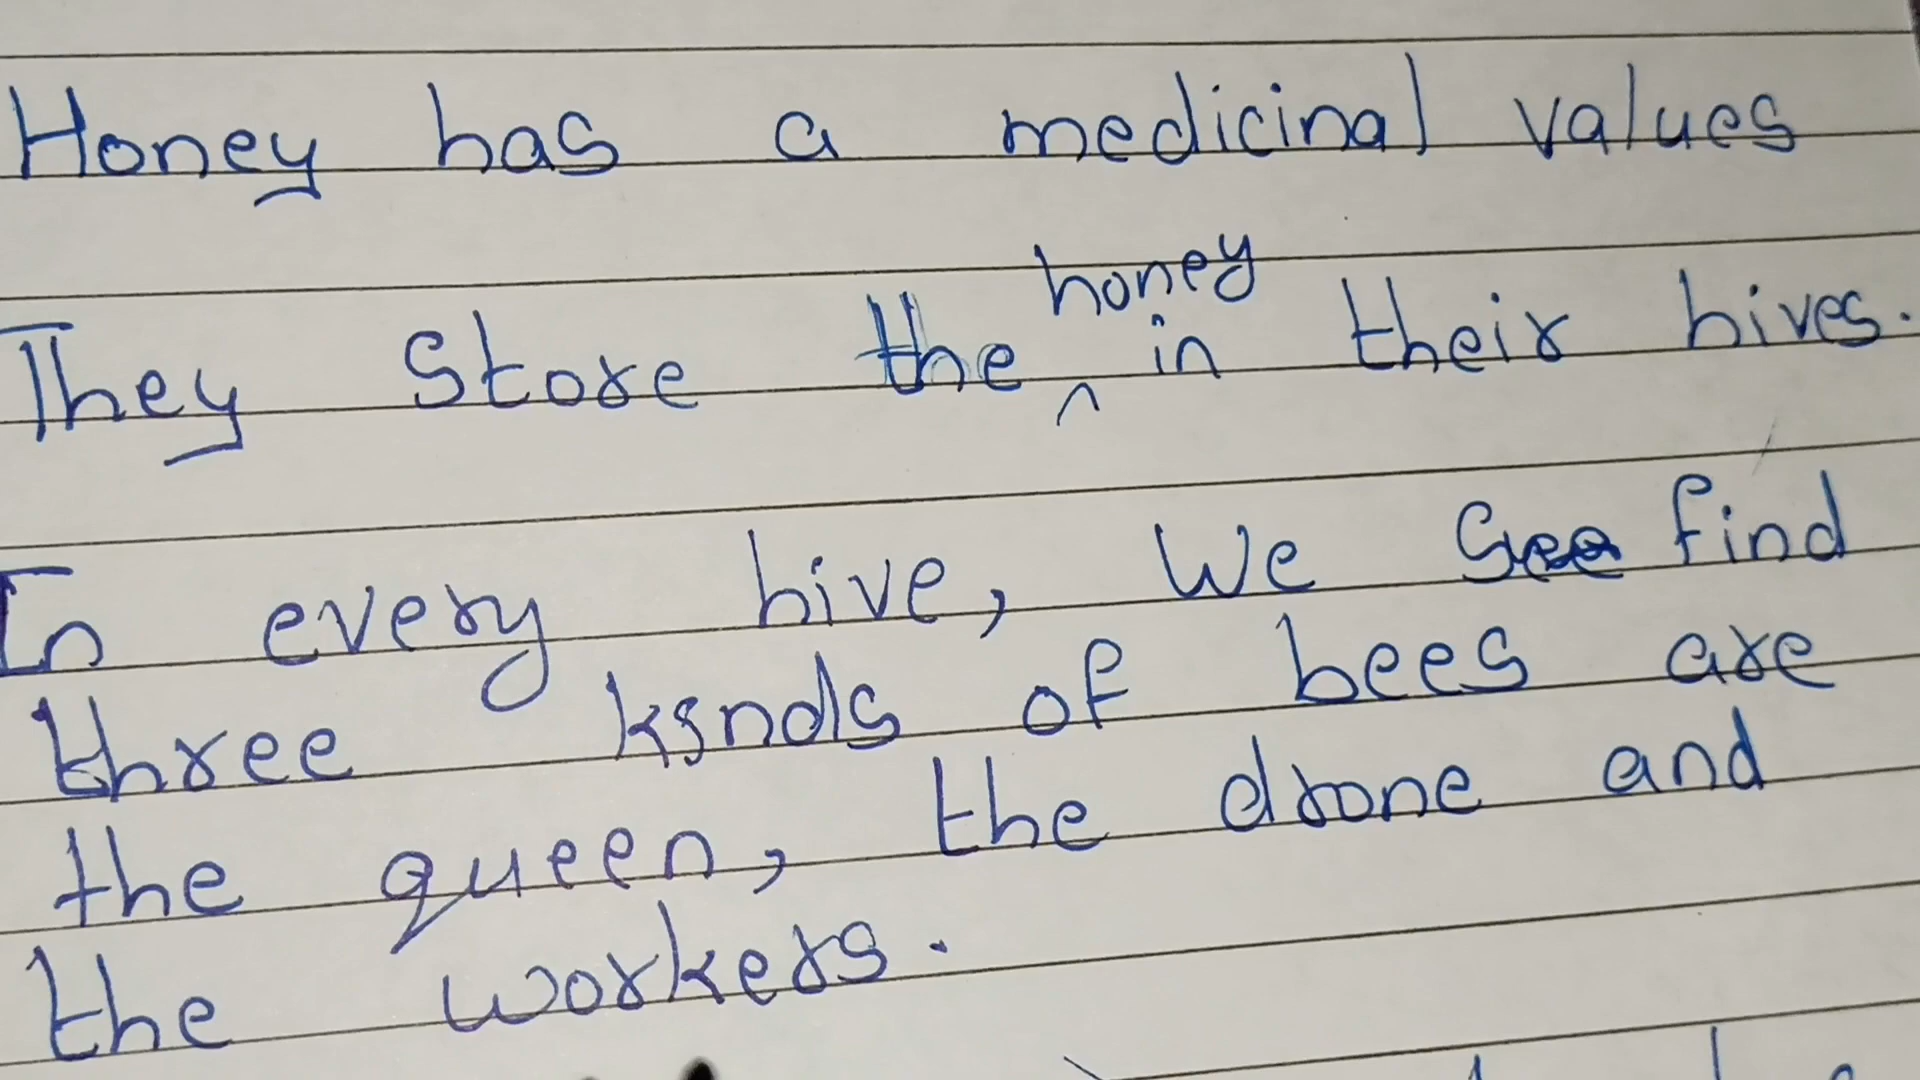 Honey has a medicinal values
They store the honey in their hives.
In every hive, We find
three kinds of bees are
the queen, the drone and
the workers.